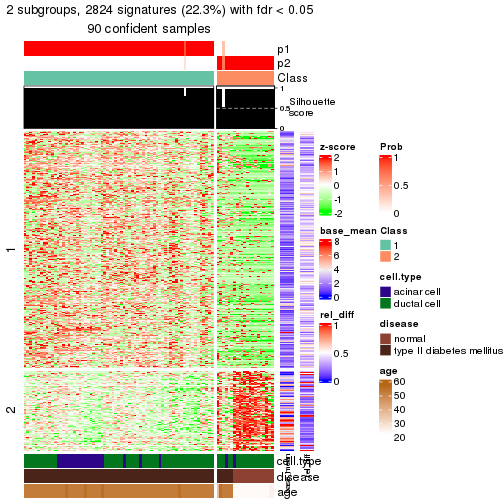 2 subgroups, 2824 signatures (22.3%) with fdr < 0.05
90 confident samples
p1
p2
Class
1
0.5
0
Silhouette
score
1
2
cell.type
disease
age
z-score
2
1
0
-1
-2
base_mean
8
6
4
2
0
rel_diff
1
0.5
0
Prob
1
0.5
0
Class
1
2
cell.type
acinar cell
ductal cell
disease
normal
type II diabetes mellitus
age
60
50
40
30
20